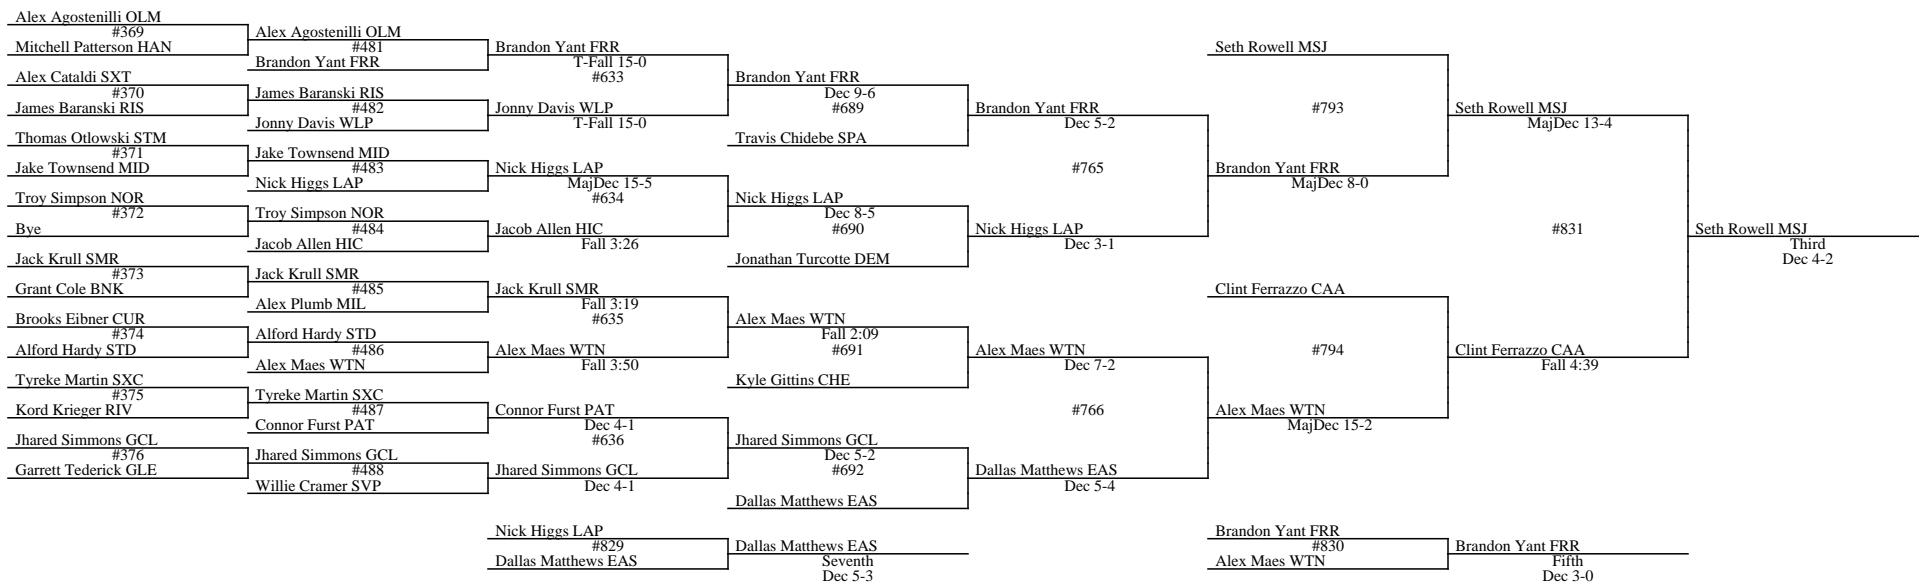 Alex Agostenilli OLM
#369
Mitchell Patterson HAN
Alex Cataldi SXT
#370
James Baranski RIS
Thomas Otlowski STM
#371
Jake Townsend MID
Troy Simpson NOR
#372
Bye
Jack Krull SMR
#373
Grant Cole BNK
Brooks Eibner CUR
#374
Alford Hardy STD
Tyreke Martin SXC
#375
Kord Krieger RIV
Jhared Simmons GCL
#376
Garrett Tederick GLE
Alex Agostenilli OLM
#481
Brandon Yant FRR
James Baranski RIS
#482
Jonny Davis WLP
Jake Townsend MID
#483
Nick Higgs LAP
Troy Simpson NOR
#484
Jacob Allen HIC
Jack Krull SMR
#485
Alex Plumb MIL
Alford Hardy STD
#486
Alex Maes WTN
Tyreke Martin SXC
#487
Connor Furst PAT
Jhared Simmons GCL
#488
Willie Cramer SVP
Brandon Yant FRR
T-Fall 15-0
#633
Jonny Davis WLP
T-Fall 15-0
Nick Higgs LAP
MajDec 15-5
#634
Jacob Allen HIC
Fall 3:26
Jack Krull SMR
Fall 3:19
#635
Alex Maes WTN
Fall 3:50
Connor Furst PAT
Dec 4-1
#636
Jhared Simmons GCL
Dec 4-1
Brandon Yant FRR
Dec 9-6
#689
Travis Chidebe SPA
Nick Higgs LAP
Dec 8-5
#690
Jonathan Turcotte DEM
Alex Maes WTN
Fall 2:09
#691
Kyle Gittins CHE
Jhared Simmons GCL
Dec 5-2
#692
Dallas Matthews EAS
Brandon Yant FRR
Dec 5-2
#765
Nick Higgs LAP
Dec 3-1
Alex Maes WTN
Dec 7-2
#766
Dallas Matthews EAS
Dec 5-4
Seth Rowell MSJ
#793
Brandon Yant FRR
MajDec 8-0
Clint Ferrazzo CAA
#794
Alex Maes WTN
MajDec 15-2
Seth Rowell MSJ
MajDec 13-4
#831
Clint Ferrazzo CAA
Fall 4:39
Seth Rowell MSJ
Third
Dec 4-2
Nick Higgs LAP
#829
Dallas Matthews EAS
Dallas Matthews EAS
Seventh
Dec 5-3
Brandon Yant FRR
#830
Alex Maes WTN
Brandon Yant FRR
Fifth
Dec 3-0